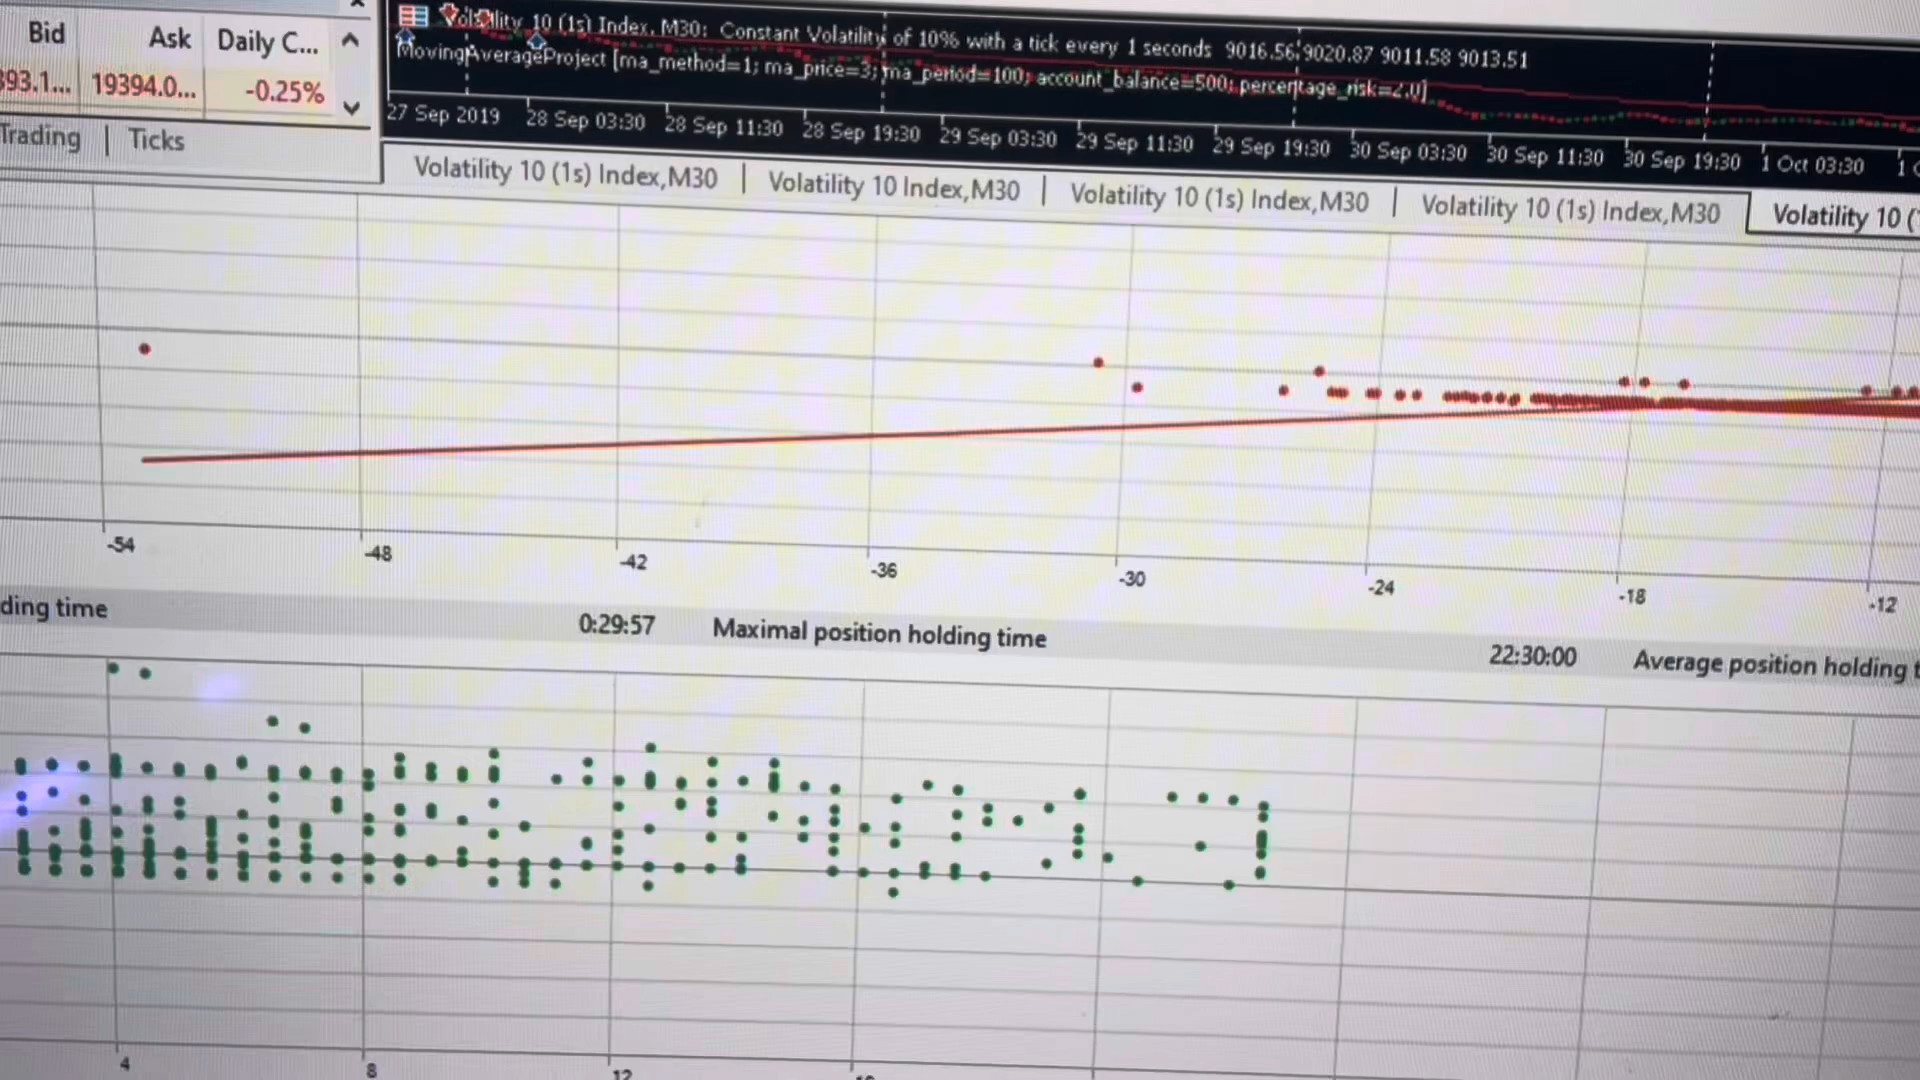 Bid Ask Daily C...
393.1... 19394.0... -0.25%
Trading | Ticks
Volatility 10 (1s) Index, M30: Constant Volatility of 10% with a tick every 1 seconds 9016.56 9020.87 9011.58 9013.51
MovingAverageProject [ma_method=1; ma_price=3; ma_period=100; account_balance=500; percentage_risk=2.0]
27 Sep 2019 28 Sep 03:30 28 Sep 11:30 28 Sep 19:30 29 Sep 03:30 29 Sep 11:30 29 Sep 19:30 30 Sep 03:30 30 Sep 11:30 30 Sep 19:30 1 Oct 03:30
Volatility 10 (1s) Index,M30 | Volatility 10 Index,M30 | Volatility 10 (1s) Index,M30 | Volatility 10 (1s) Index,M30 Volatility 10 (
-54 -48 -42 -36 -30 -24 -18 -12
ding time 0:29:57 Maximal position holding time 22:30:00 Average position holding t
4 8 12